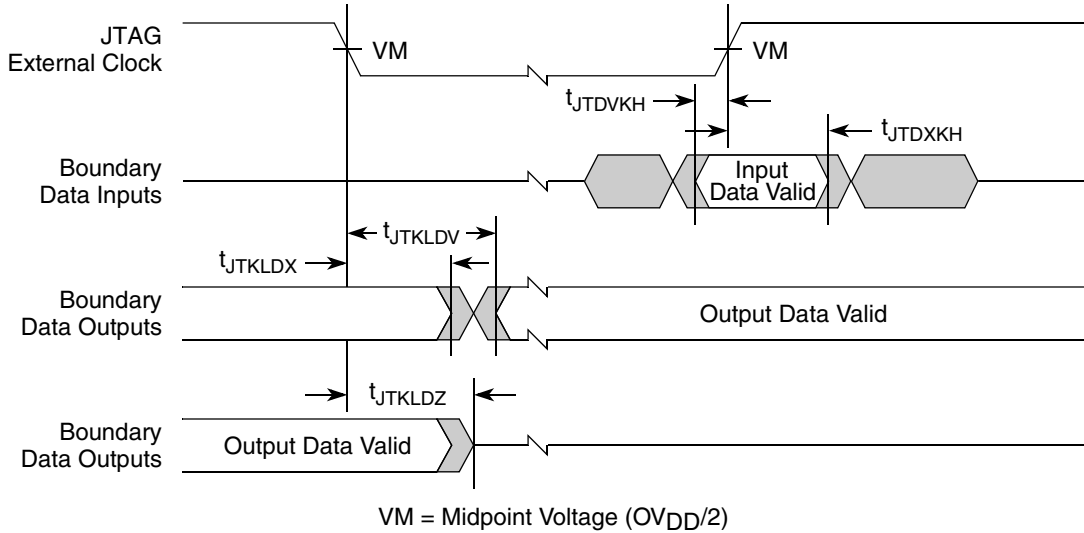 JTAG
External Clock
VM
VM
tJTDVKH
tJTDXKH
Boundary
Data Inputs
Input
Data Valid
tJTKLDV
tJTKLDX
Boundary
Data Outputs
Output Data Valid
tJTKLDZ
Boundary
Data Outputs
Output Data Valid
VM = Midpoint Voltage (OVDD/2)